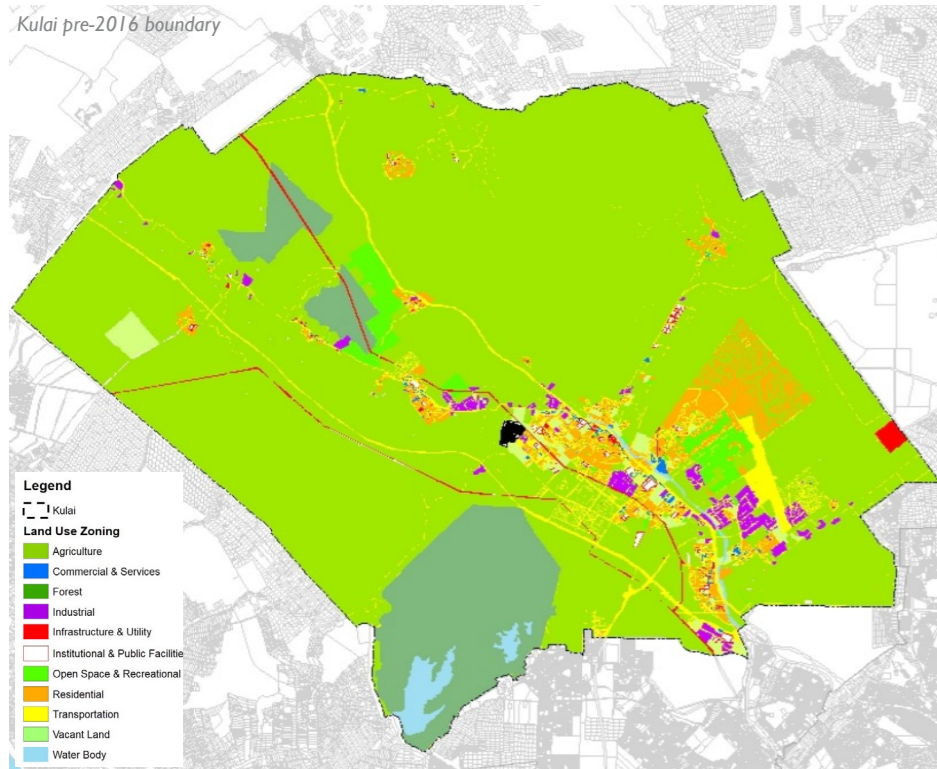 Kulai pre-2016 boundary
Legend
Kulai
Land Use Zoning
Agriculture
Commercial & Services
Forest
Industrial
Infrastructure & Utility
Institutional & Public Facilitie
Open Space & Recreational
Residential
Transportation
Vacant Land
Water Body